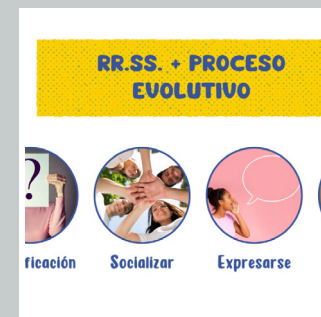 RR.SS. + PROCESO
EVOLUTIVO
?
ficación Socializar Expresarse